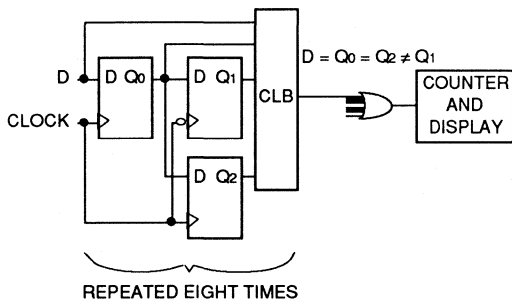 D = Q0 = Q2 ≠ Q1
D
D Q0
D Q1
CLB
COUNTER
AND
DISPLAY
CLOCK
D Q2
REPEATED EIGHT TIMES